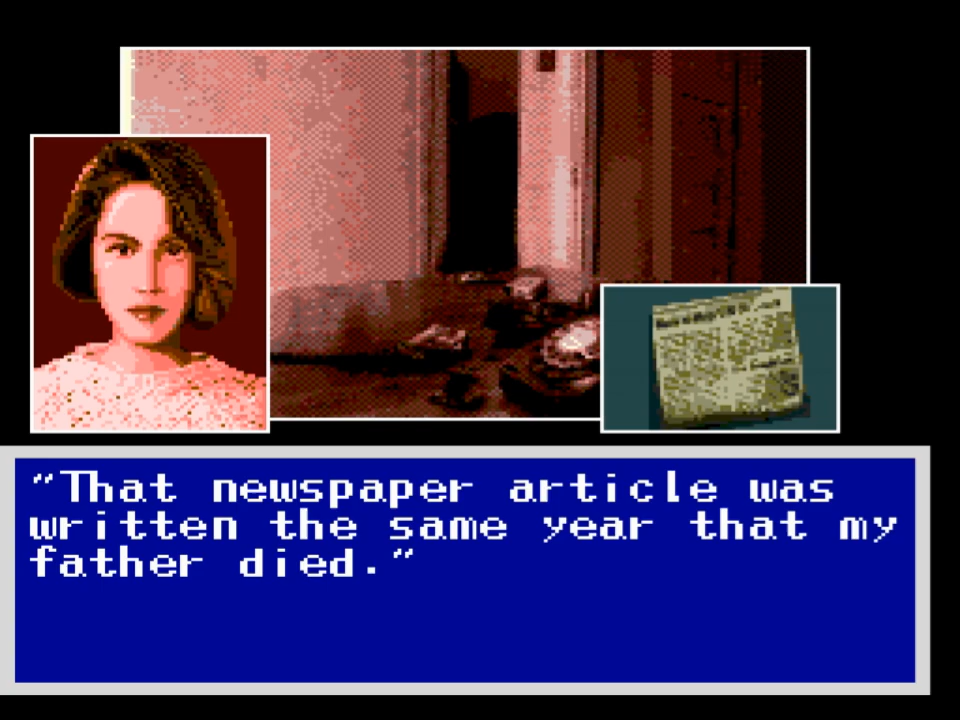 "That newspaper article was
written the same year that my
father died."